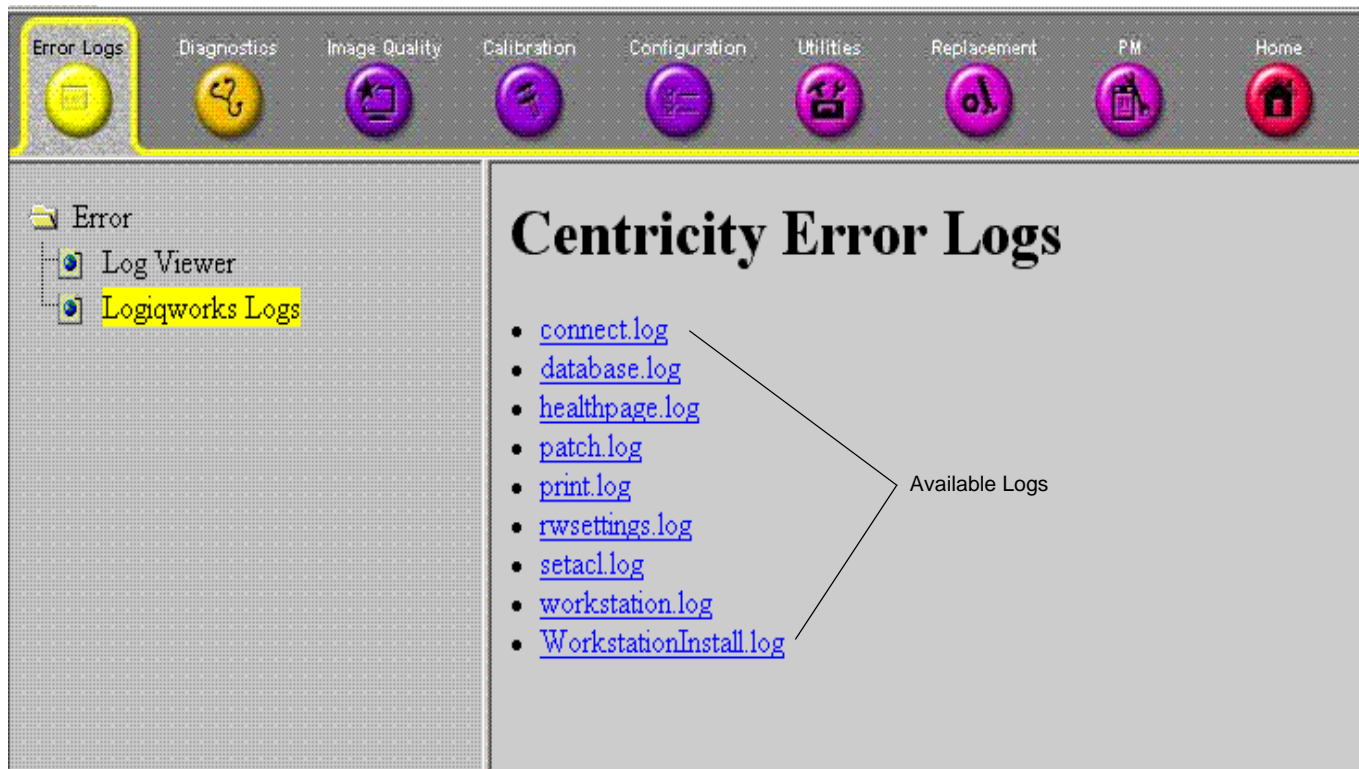 Error Logs Diagnostics Image Quality Calibration Configuration Utilities Replacement PM Home
Error
Log Viewer
Logiqworks Logs
Centricity Error Logs
connect.log
database.log
healthpage.log
patch.log
print.log
Available Logs
rwsettings.log
setacl.log
workstation.log
WorkstationInstall.log